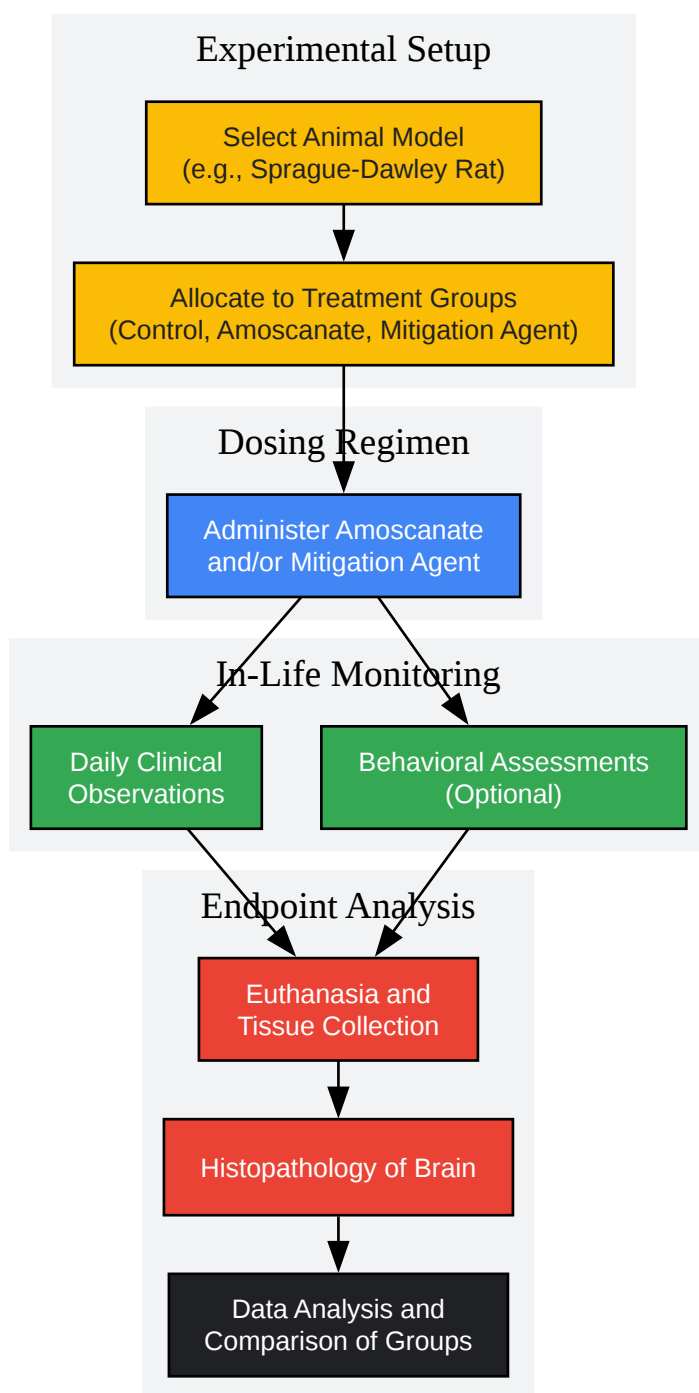 Experimental Setup
Select Animal Model
(e.g., Sprague-Dawley Rat)
Allocate to Treatment Groups
(Control, Amoscanate, Mitigation Agent)
Dosing Regimen
Administer Amoscanate
and/or Mitigation Agent
In-Life Monitoring
Daily Clinical
Observations
Behavioral Assessments
(Optional)
Endpoint Analysis
Euthanasia and
Tissue Collection
Histopathology of Brain
Data Analysis and
Comparison of Groups